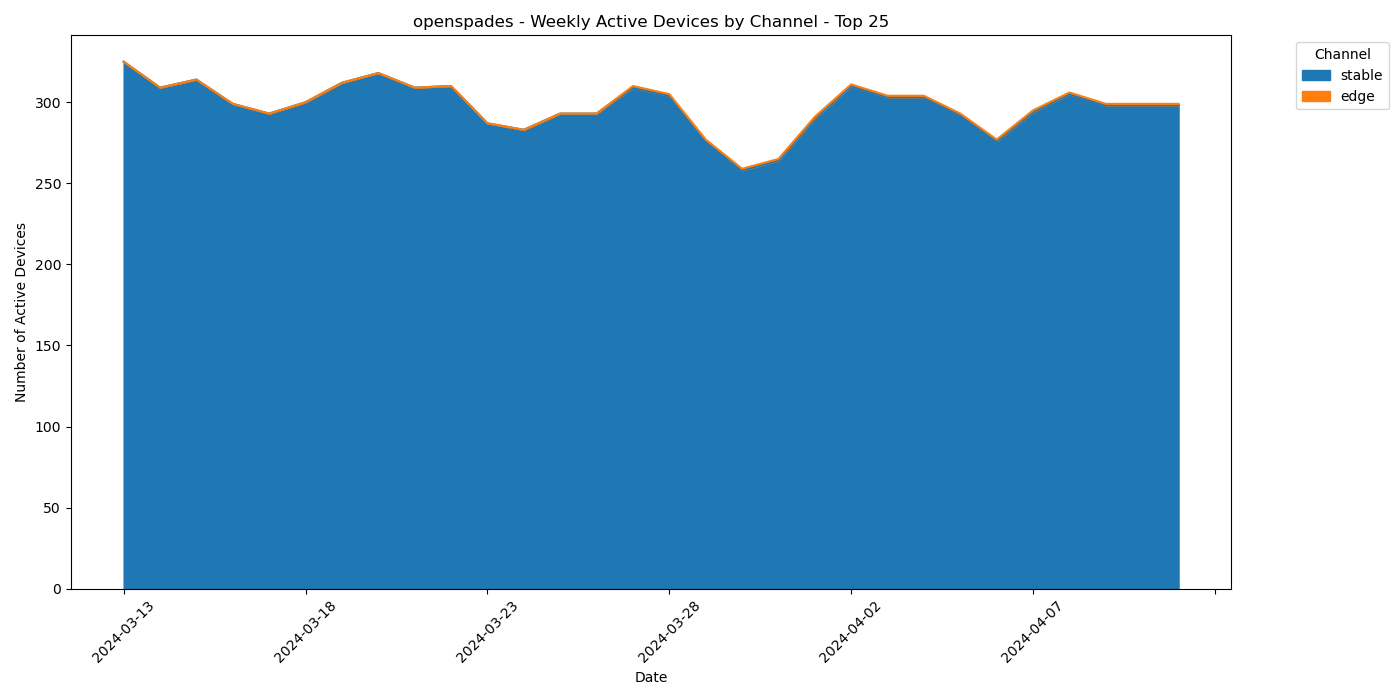 openspades - Weekly Active Devices by Channel - Top 25
Channel
stable
edge
Number of Active Devices
300
250
200
150
100
50
0
2024-03-13
2024-03-18
2024-03-23
2024-03-28
2024-04-02
2024-04-07
Date